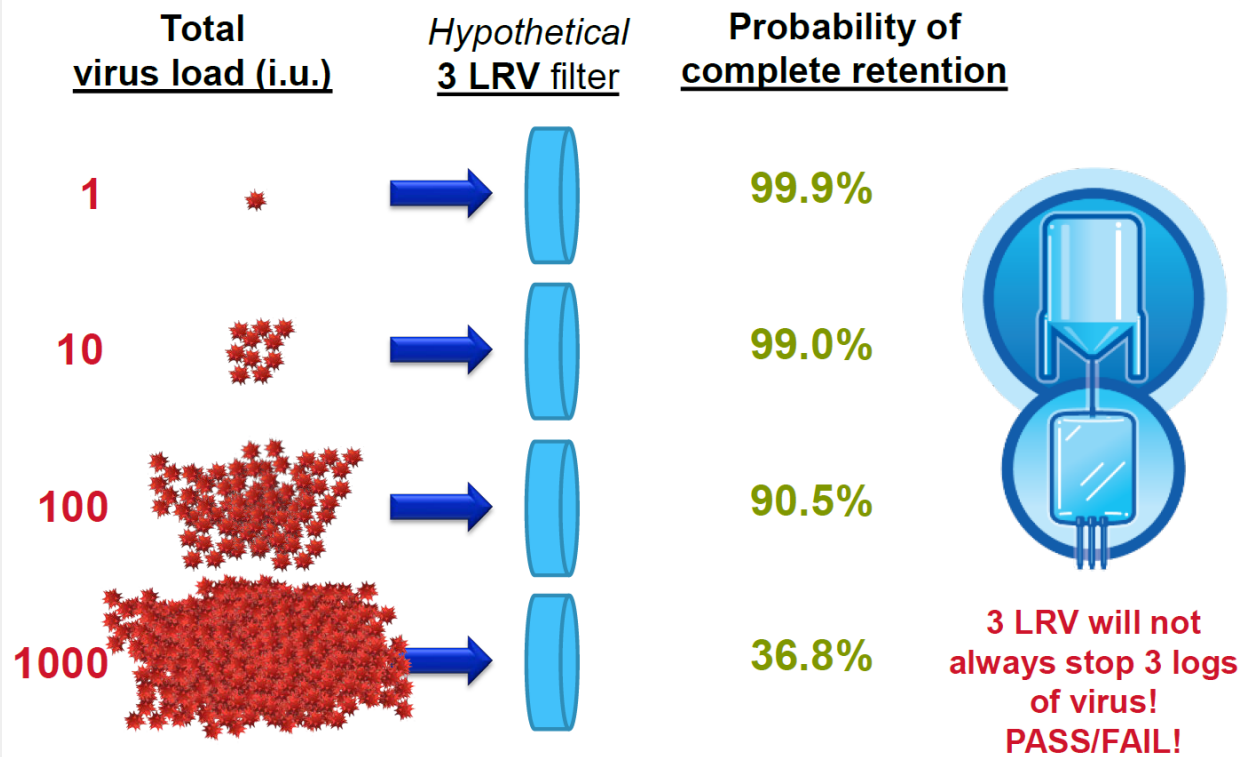 Total
virus load (i.u.)
Hypothetical
3 LRV filter
Probability of
complete retention
1
99.9%
10
99.0%
100
90.5%
1000
36.8%
3 LRV will not
always stop 3 logs
of virus!
PASS/FAIL!